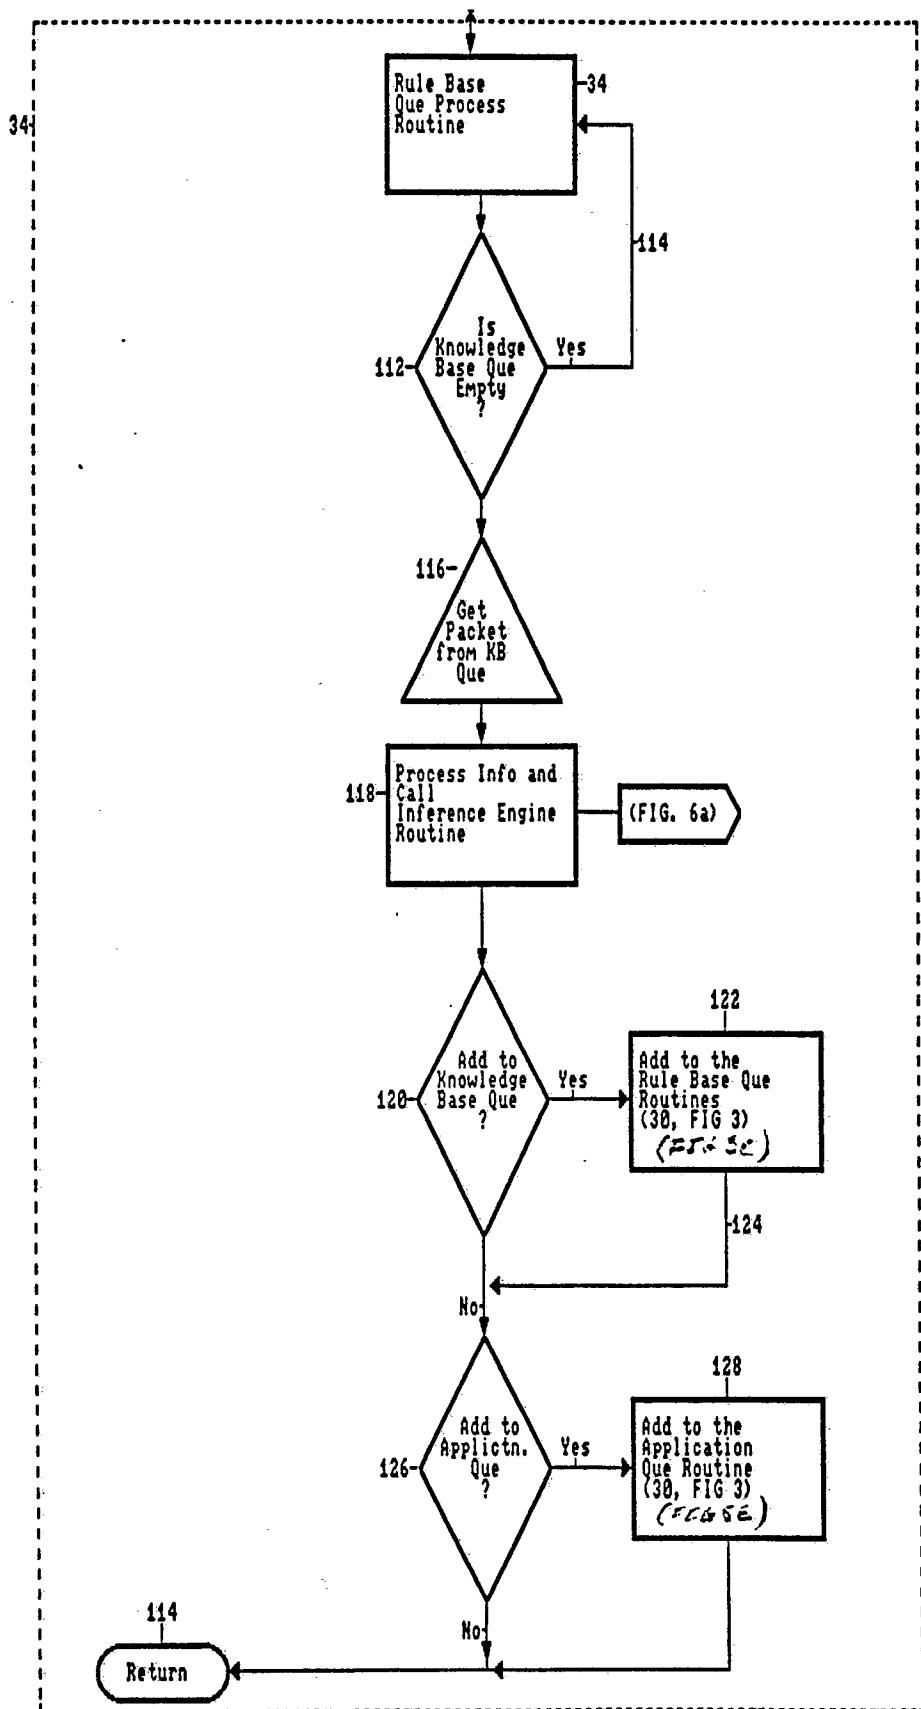 Rule Base
Que Process
Routine
34
34
114
Is
Knowledge
Base Que
Empty
?
Yes
112
116
Get
Packet
from KB
Que
118
Process Info and
Call
Inference Engine
Routine
(FIG. 6a)
120
Add to
Knowledge
Base Que
?
Yes
122
Add to the
Rule Base Que
Routines
(30, FIG 3)
124
No
126
Add to
Applictn.
Que
?
Yes
128
Add to the
Application
Que Routine
(30, FIG 3)
No
114
Return